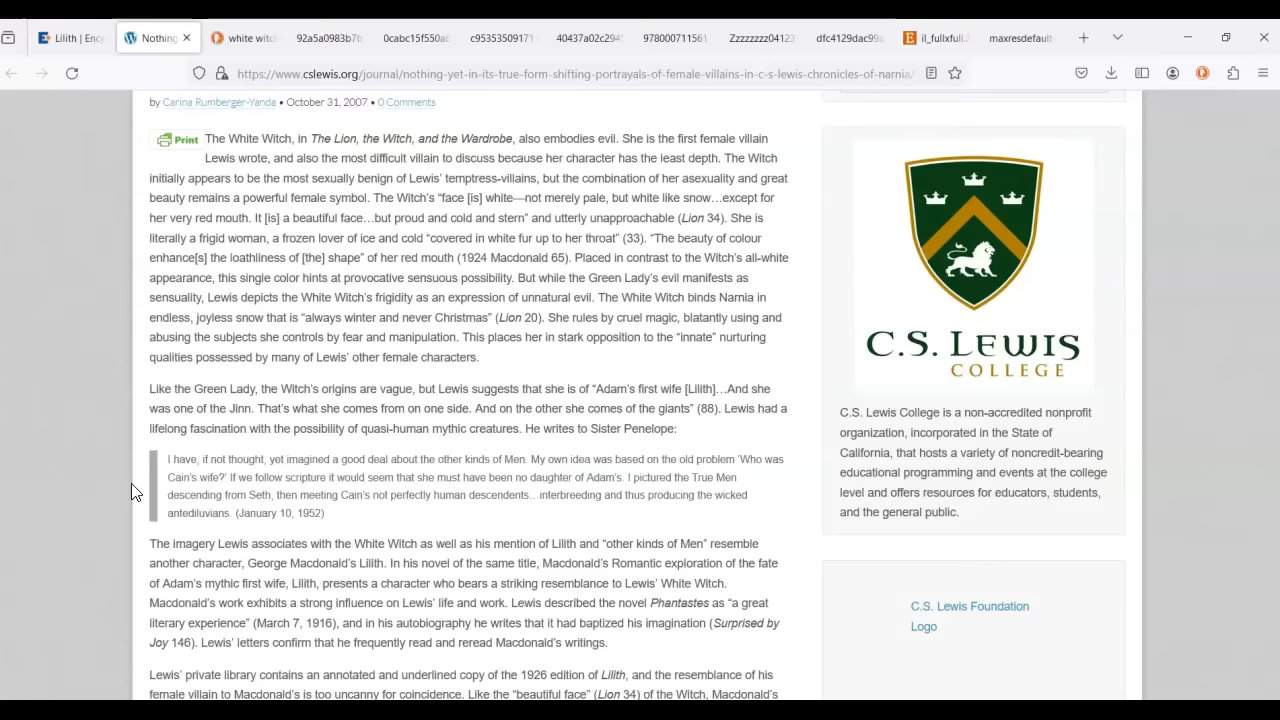 Lilith | Ency
Nothing
white witc
92a5a0983b7b
0cabc15f550a
c9535350917
40437a02c294
978000711561
Zzzzzzzz04123
dfc4129dac99
il_fullxfull.2
maxresdefault
https://www.cslewis.org/journal/nothing-yet-in-its-true-form-shifting-portrayals-of-female-villains-in-c-s-lewis-chronicles-of-narnia/
by Carina Rumberger-Yanda • October 31, 2007 • 0 Comments
Print The White Witch, in The Lion, the Witch, and the Wardrobe, also embodies evil. She is the first female villain
Lewis wrote, and also the most difficult villain to discuss because her character has the least depth. The Witch
initially appears to be the most sexually benign of Lewis' temptress-villains, but the combination of her asexuality and great
beauty remains a powerful female symbol. The Witch's “face [is] white—not merely pale, but white like snow…except for
her very red mouth. It [is] a beautiful face…but proud and cold and stern” and utterly unapproachable (Lion 34). She is
literally a frigid woman, a frozen lover of ice and cold “covered in white fur up to her throat” (33). “The beauty of colour
enhance[s] the loathliness of [the] shape” of her red mouth (1924 Macdonald 65). Placed in contrast to the Witch's all-white
appearance, this single color hints at provocative sensuous possibility. But while the Green Lady's evil manifests as
sensuality, Lewis depicts the White Witch's frigidity as an expression of unnatural evil. The White Witch binds Narnia in
endless, joyless snow that is “always winter and never Christmas” (Lion 20). She rules by cruel magic, blatantly using and
abusing the subjects she controls by fear and manipulation. This places her in stark opposition to the “innate” nurturing
qualities possessed by many of Lewis' other female characters.
Like the Green Lady, the Witch's origins are vague, but Lewis suggests that she is of “Adam's first wife [Lilith]…And she
was one of the Jinn. That's what she comes from on one side. And on the other she comes of the giants” (88). Lewis had a
lifelong fascination with the possibility of quasi-human mythic creatures. He writes to Sister Penelope:
I have, if not thought, yet imagined a good deal about the other kinds of Men. My own idea was based on the old problem ‘Who was
Cain's wife?’ If we follow scripture it would seem that she must have been no daughter of Adam's. I pictured the True Men
descending from Seth, then meeting Cain's not perfectly human descendents…interbreeding and thus producing the wicked
antediluvians. (January 10, 1952)
The imagery Lewis associates with the White Witch as well as his mention of Lilith and “other kinds of Men” resemble
another character, George Macdonald's Lilith. In his novel of the same title, Macdonald's Romantic exploration of the fate
of Adam's mythic first wife, Lilith, presents a character who bears a striking resemblance to Lewis' White Witch.
Macdonald's work exhibits a strong influence on Lewis' life and work. Lewis described the novel Phantastes as “a great
literary experience” (March 7, 1916), and in his autobiography he writes that it had baptized his imagination (Surprised by
Joy 146). Lewis' letters confirm that he frequently read and reread Macdonald's writings.
Lewis' private library contains an annotated and underlined copy of the 1926 edition of Lilith, and the resemblance of his
female villain to Macdonald's is too uncanny for coincidence. Like the “beautiful face” (Lion 34) of the Witch, Macdonald's
C.S. LEWIS
COLLEGE
C.S. Lewis College is a non-accredited nonprofit
organization, incorporated in the State of
California, that hosts a variety of noncredit-bearing
educational programming and events at the college
level and offers resources for educators, students,
and the general public.
C.S. Lewis Foundation
Logo